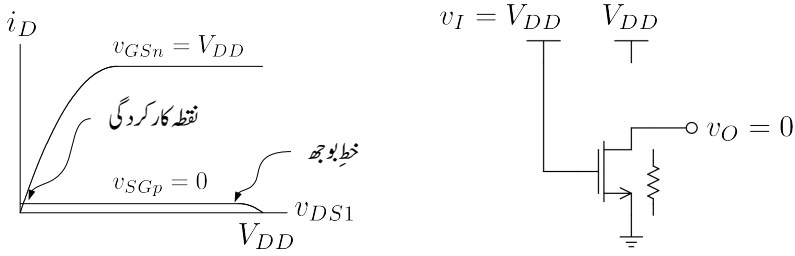 i_D
v_{GSn} = V_{DD}
نقطہ کارکردگی
خطِ بوجھ
v_{SGp} = 0
v_{DS1}
V_{DD}
v_I = V_{DD}
V_{DD}
v_O = 0